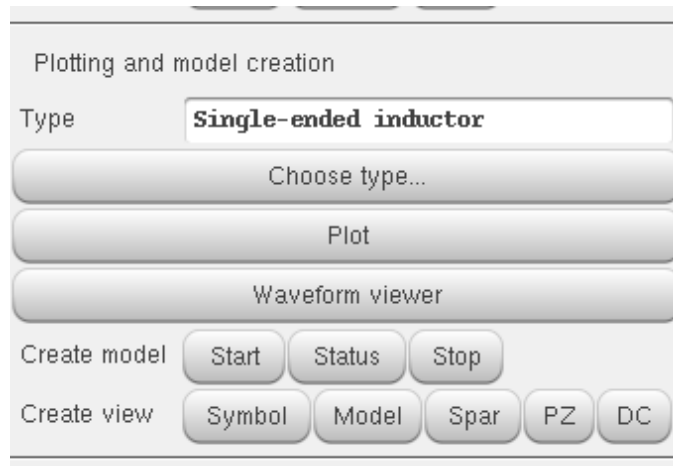 Plotting and model creation
Type Single-ended inductor
Choose type...
Plot
Waveform viewer
Create model Start Status Stop
Create view Symbol Model Spar PZ DC